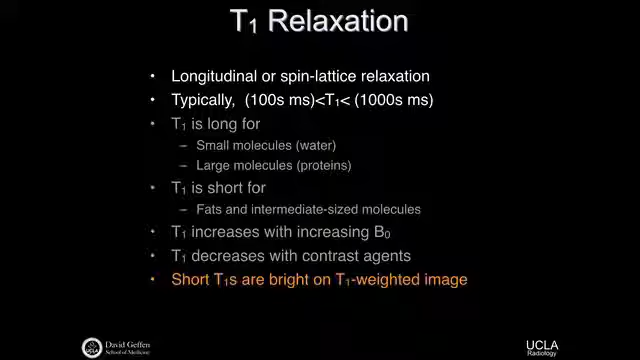 T₁ Relaxation
• Longitudinal or spin-lattice relaxation
• Typically, (100s ms)<T₁< (1000s ms)
• T₁ is long for
– Small molecules (water)
– Large molecules (proteins)
• T₁ is short for
– Fats and intermediate-sized molecules
• T₁ increases with increasing B₀
• T₁ decreases with contrast agents
• Short T₁s are bright on T₁-weighted image
UCLA
David Geffen
School of Medicine
UCLA
Radiology